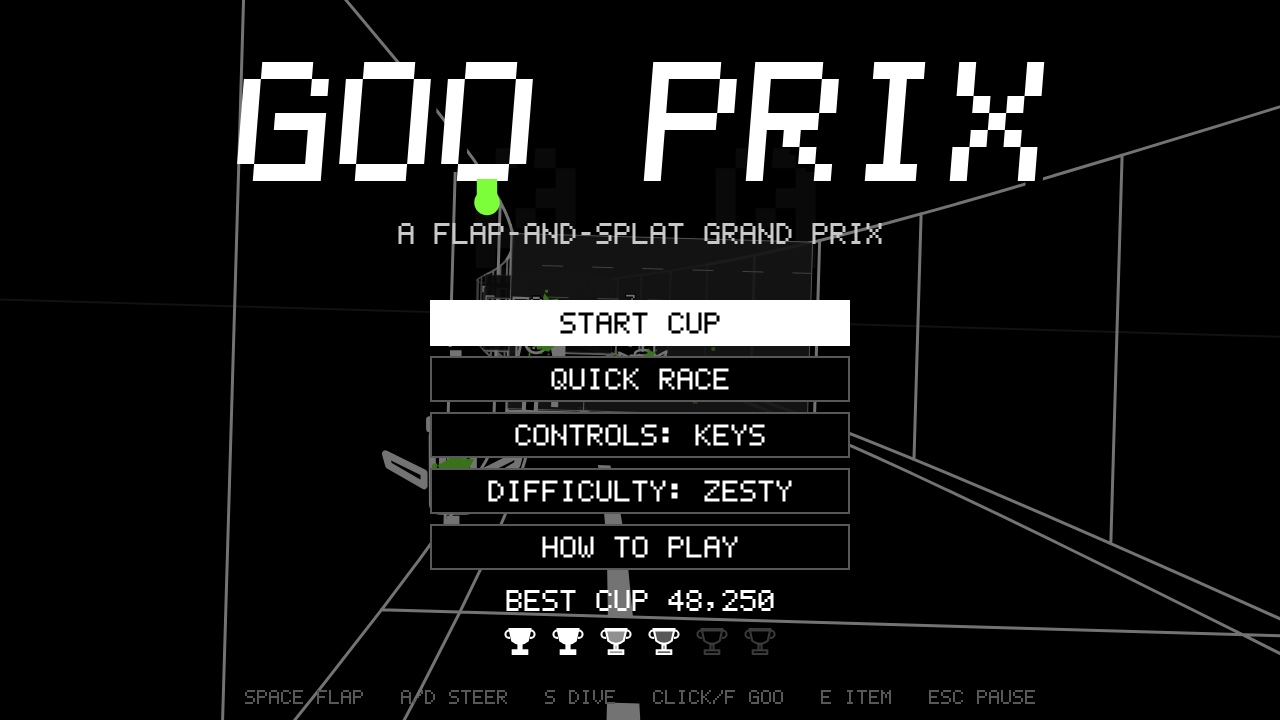 GOO PRIX
A FLAP-AND-SPLAT GRAND PRIX
START CUP
QUICK RACE
CONTROLS: KEYS
DIFFICULTY: ZESTY
HOW TO PLAY
BEST CUP 48,250
SPACE FLAP A/D STEER S DIVE CLICK/F GOO E ITEM ESC PAUSE